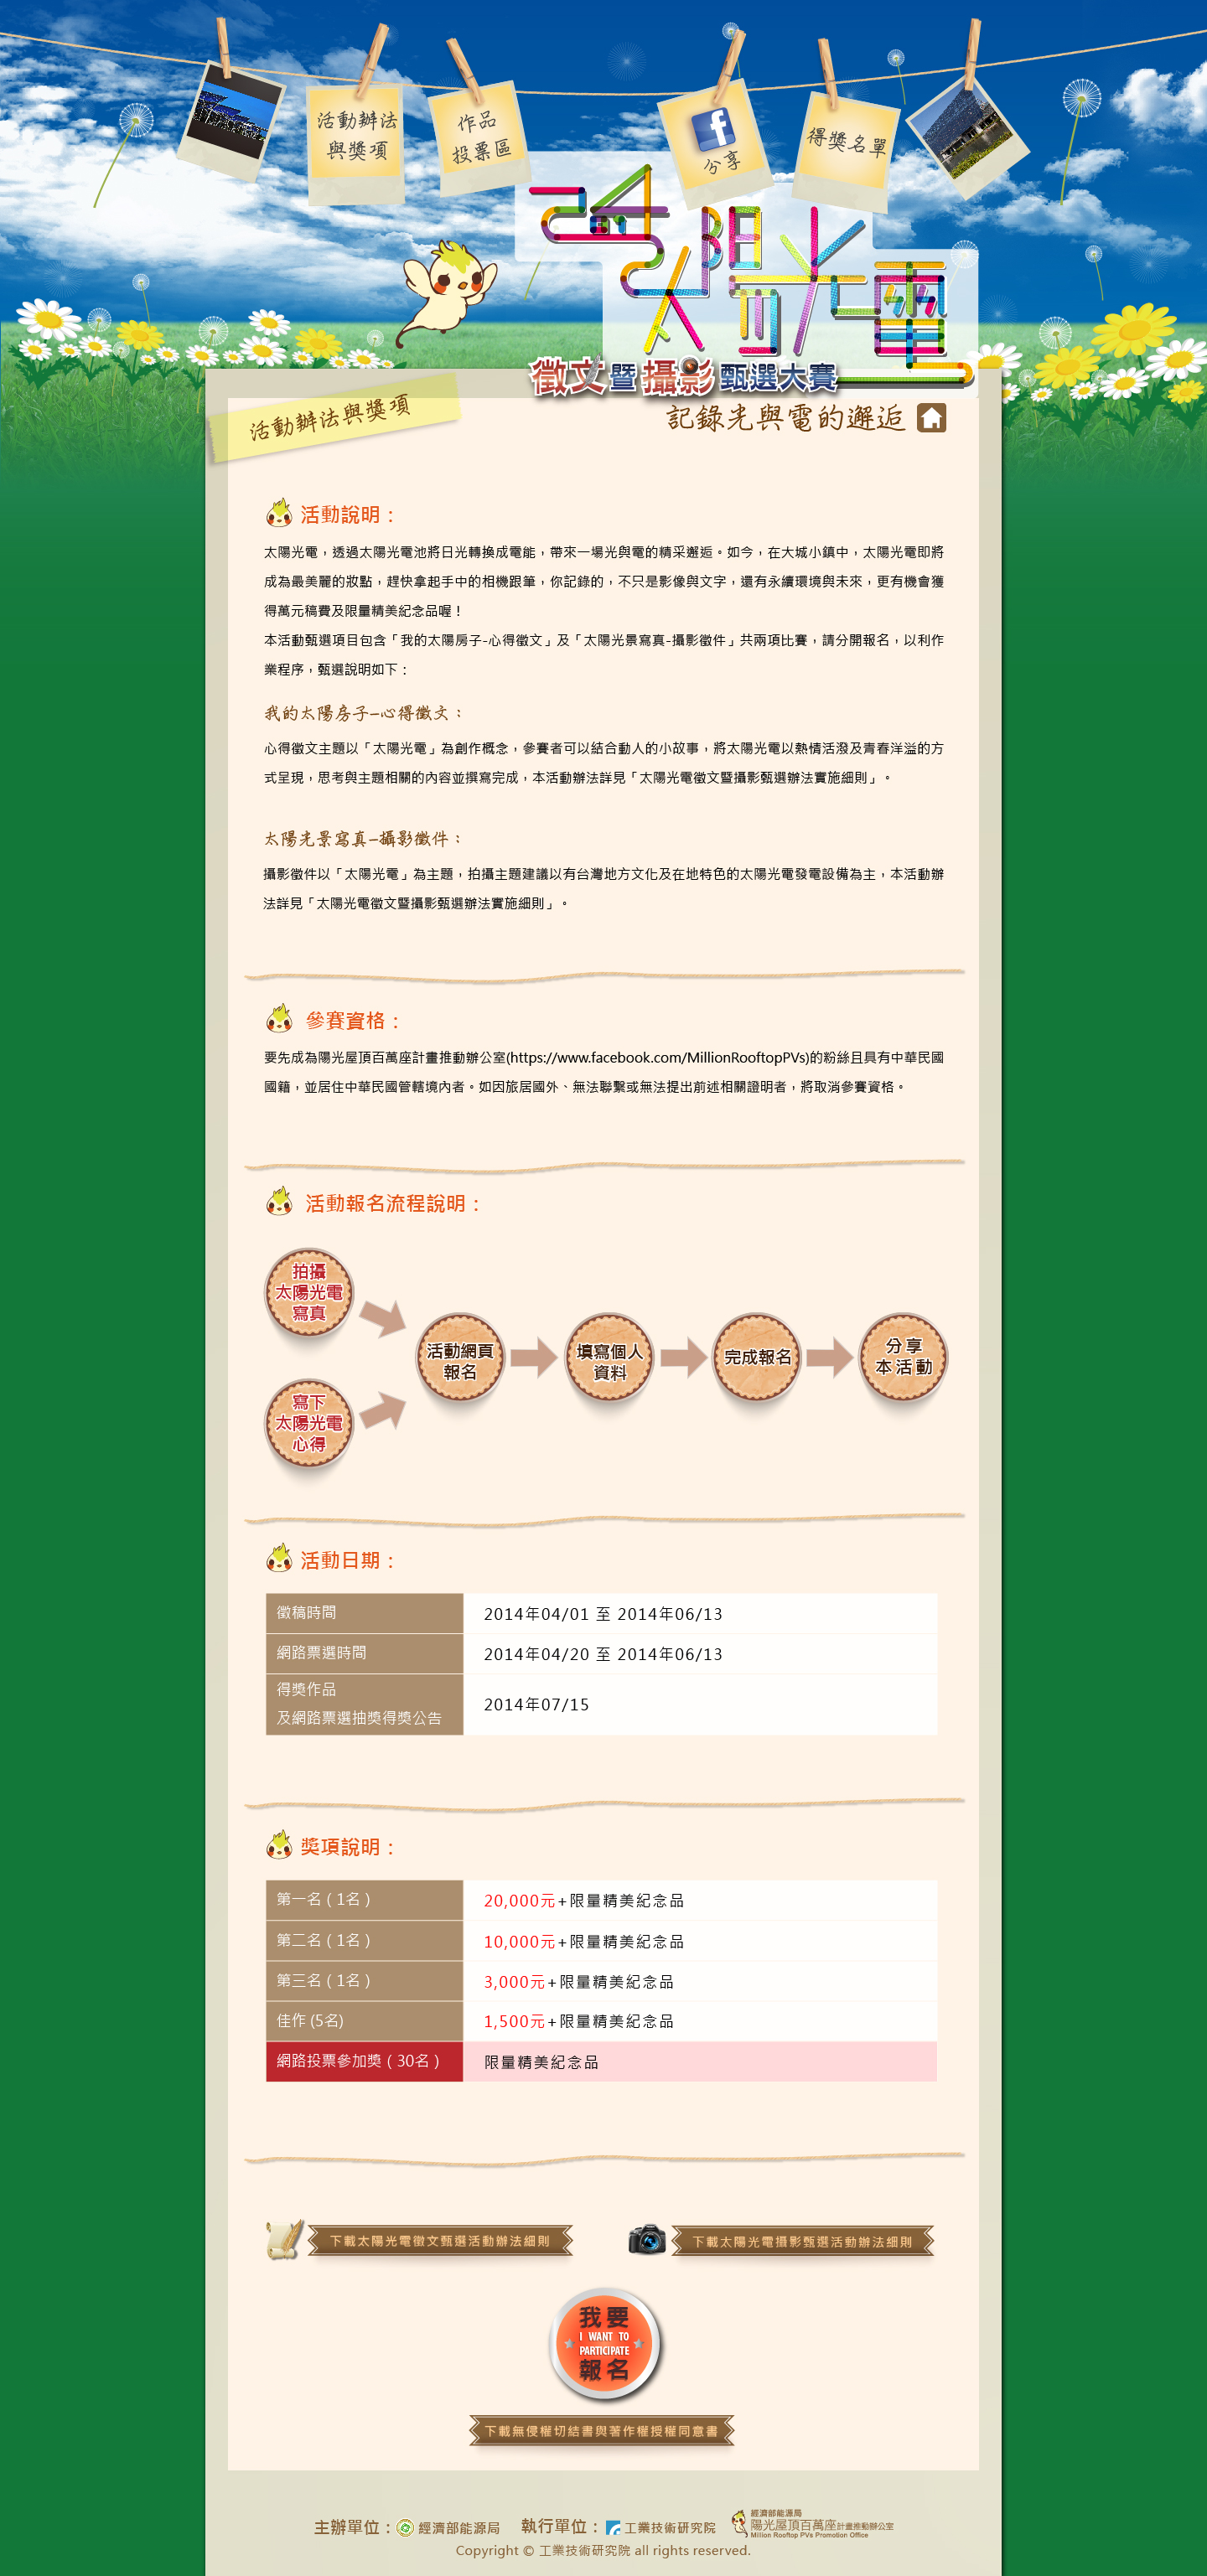 活動辦法
與獎項
作品
投票區
分享
得獎名單
太陽光電
徵文暨攝影甄選大賽
活動辦法與獎項
記錄光與電的邂逅
活動說明：
太陽光電，透過太陽光電池將日光轉換成電能，帶來一場光與電的精采邂逅。如今，在大城小鎮中，太陽光電即將
成為最美麗的妝點，趕快拿起手中的相機跟筆，你記錄的，不只是影像與文字，還有永續環境與未來，更有機會獲
得萬元稿費及限量精美紀念品喔！
本活動甄選項目包含「我的太陽房子-心得徵文」及「太陽光景寫真-攝影徵件」共兩項比賽，請分開報名，以利作
業程序，甄選說明如下：
我的太陽房子-心得徵文：
心得徵文主題以「太陽光電」為創作概念，參賽者可以結合動人的小故事，將太陽光電以熱情活潑及青春洋溢的方
式呈現，思考與主題相關的內容並撰寫完成，本活動辦法詳見「太陽光電徵文暨攝影甄選辦法實施細則」。
太陽光景寫真-攝影徵件：
攝影徵件以「太陽光電」為主題，拍攝主題建議以有台灣地方文化及在地特色的太陽光電發電設備為主，本活動辦
法詳見「太陽光電徵文暨攝影甄選辦法實施細則」。
參賽資格：
要先成為陽光屋頂百萬座計畫推動辦公室(https://www.facebook.com/MillionRooftopPVs)的粉絲且具有中華民國
國籍，並居住中華民國管轄境內者。如因旅居國外、無法聯繫或無法提出前述相關證明者，將取消參賽資格。
活動報名流程說明：
拍攝
太陽光電
寫真
寫下
太陽光電
心得
活動網頁
報名
填寫個人
資料
完成報名
分享
本活動
活動日期：
徵稿時間 2014年04/01 至 2014年06/13
網路票選時間 2014年04/20 至 2014年06/13
得獎作品
及網路票選抽獎得獎公告 2014年07/15
獎項說明：
第一名（1名） 20,000元+限量精美紀念品
第二名（1名） 10,000元+限量精美紀念品
第三名（1名） 3,000元+限量精美紀念品
佳作 (5名) 1,500元+限量精美紀念品
網路投票參加獎（30名） 限量精美紀念品
下載太陽光電徵文甄選活動辦法細則
下載太陽光電攝影甄選活動辦法細則
我要
I WANT TO
PARTICIPATE
報名
下載無侵權切結書與著作權授權同意書
主辦單位：經濟部能源局 執行單位：工業技術研究院
經濟部能源局
陽光屋頂百萬座計畫推動辦公室
Million Rooftop PVs Promotion Office
Copyright © 工業技術研究院 all rights reserved.